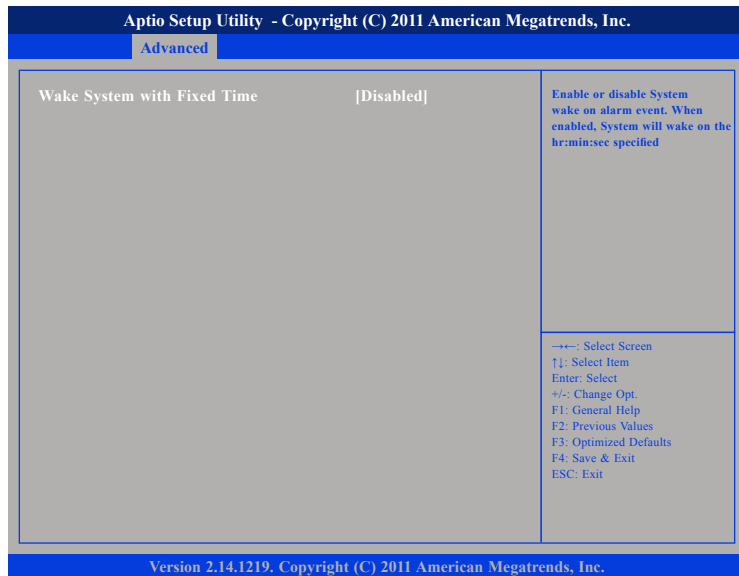 Aptio Setup Utility - Copyright (C) 2011 American Megatrends, Inc.
Advanced
Wake System with Fixed Time [Disabled]
Enable or disable System
wake on alarm event. When
enabled, System will wake on the
hr:min:sec specified
→←: Select Screen
↑↓: Select Item
Enter: Select
+/-: Change Opt.
F1: General Help
F2: Previous Values
F3: Optimized Defaults
F4: Save & Exit
ESC: Exit
Version 2.14.1219. Copyright (C) 2011 American Megatrends, Inc.